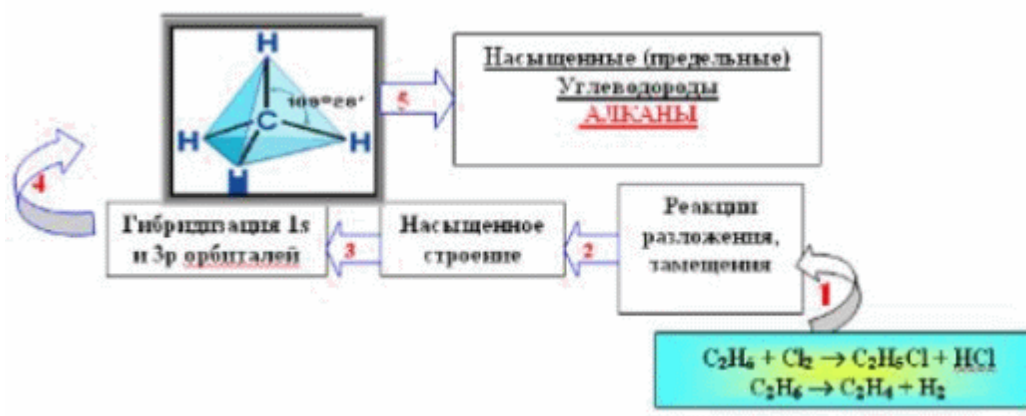 H
109°28'
C
H
H
H
5
Насыщенные (предельные)
Углеводороды
АЛКАНЫ
4
Гибридизация 1s
и 3p орбиталей
3
Насыщенное
строение
2
Реакции
разложения,
замещения
1
C₂H₆ + Cl₂ → C₂H₅Cl + HCl
C₂H₆ → C₂H₄ + H₂